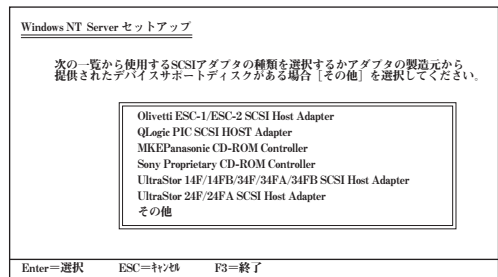 Windows NT Server セットアップ
次の一覧から使用するSCSIアダプタの種類を選択するかアダプタの製造元から
提供されたデバイスサポートディスクがある場合［その他］を選択してください。
Olivetti ESC-1/ESC-2 SCSI Host Adapter
QLogic PIC SCSI HOST Adapter
MKEPanasonic CD-ROM Controller
Sony Proprietary CD-ROM Controller
UltraStor 14F/14FB/34F/34FA/34FB SCSI Host Adapter
UltraStor 24F/24FA SCSI Host Adapter
その他
Enter＝選択 ESC＝ｷｬﾝｾﾙ F3＝終了